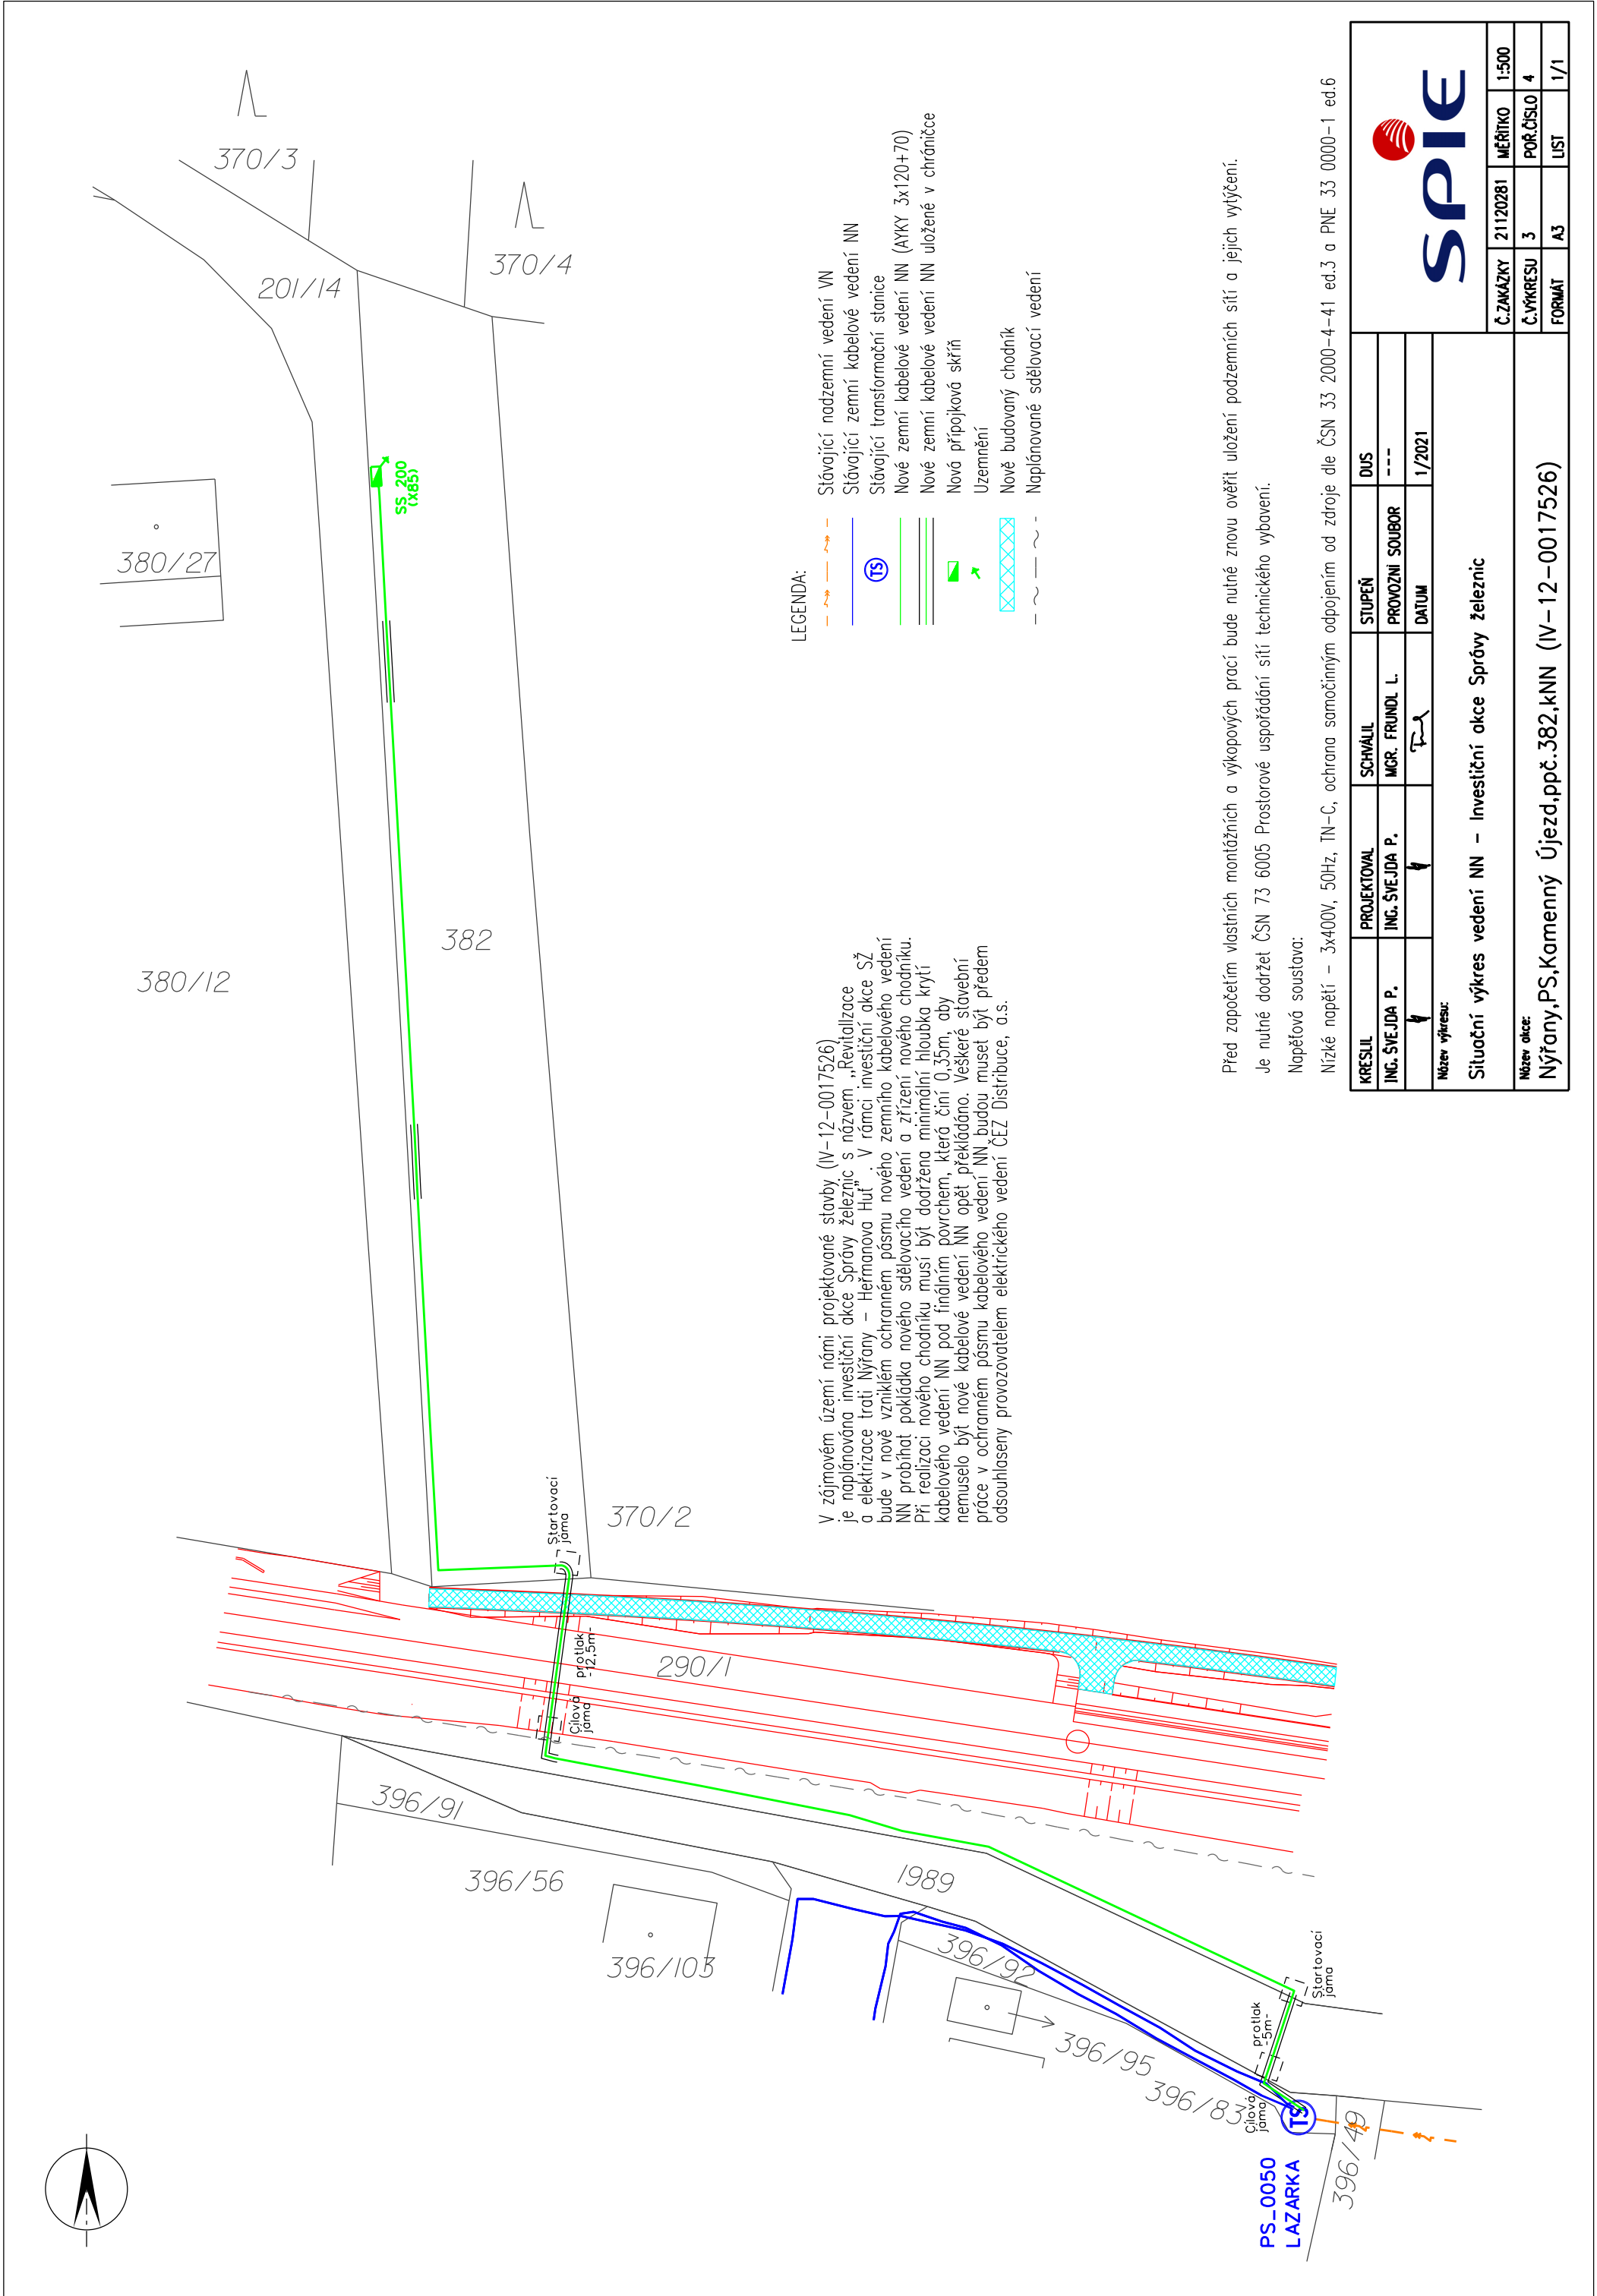 370/3
201/14
370/4
380/27
SS_200
(X85)
380/12
382
370/2
Startovací
jáma
protlak
-12,5m-
Cílová
jáma
290/1
396/91
396/56
396/103
1989
396/92
396/95
396/83
396/49
Startovací
jáma
protlak
-5m-
Cílová
jáma
TS
PS_0050
LAZARKA
LEGENDA:
Stávající nadzemní vedení VN
Stávající zemní kabelové vedení NN
TS Stávající transformační stanice
Nové zemní kabelové vedení NN (AYKY 3x120+70)
Nové zemní kabelové vedení NN uložené v chráničce
Nová přípojková skříň
Uzemnění
Nově budovaný chodník
Naplánované sdělovací vedení
V zájmovém území námi projektované stavby (IV-12-0017526)
je naplánována investiční akce Správy železnic s názvem „Revitalizace
a elektrizace trati Nýřany - Heřmanova Huť" . V rámci investiční akce SŽ
bude v nově vzniklém ochranném pásmu nového zemního kabelového vedení
NN probíhat pokládka nového sdělovacího vedení a zřízení nového chodníku.
Při realizaci nového chodníku musí být dodržena minimální hloubka krytí
kabelového vedení NN pod finálním povrchem, která činí 0,35m, aby
nemuselo být nové kabelové vedení NN opět překládáno. Veškeré stavební
práce v ochranném pásmu kabelového vedení NN budou muset být předem
odsouhlaseny provozovatelem elektrického vedení ČEZ Distribuce, a.s.
Před započetím vlastních montážních a výkopových prací bude nutné znovu ověřit uložení podzemních sítí a jejich vytýčení.
Je nutné dodržet ČSN 73 6005 Prostorové uspořádání sítí technického vybavení.
Napěťová soustava:
Nízké napětí - 3x400V, 50Hz, TN-C, ochrana samočinným odpojením od zdroje dle ČSN 33 2000-4-41 ed.3 a PNE 33 0000-1 ed.6
KRESLIL PROJEKTOVAL SCHVÁLIL STUPEŇ DUS
ING. ŠVEJDA P. ING. ŠVEJDA P. MGR. FRUNDL L. PROVOZNÍ SOUBOR ---
DATUM 1/2021
SPIE
Název výkresu:
Situační výkres vedení NN - Investiční akce Správy železnic
Č.ZAKÁZKY 21120281 MĚŘÍTKO 1:500
Č.VÝKRESU 3 POŘ.ČÍSLO 4
FORMÁT A3 LIST 1/1
Název akce:
Nýřany,PS,Kamenný Újezd,ppč.382,kNN (IV-12-0017526)